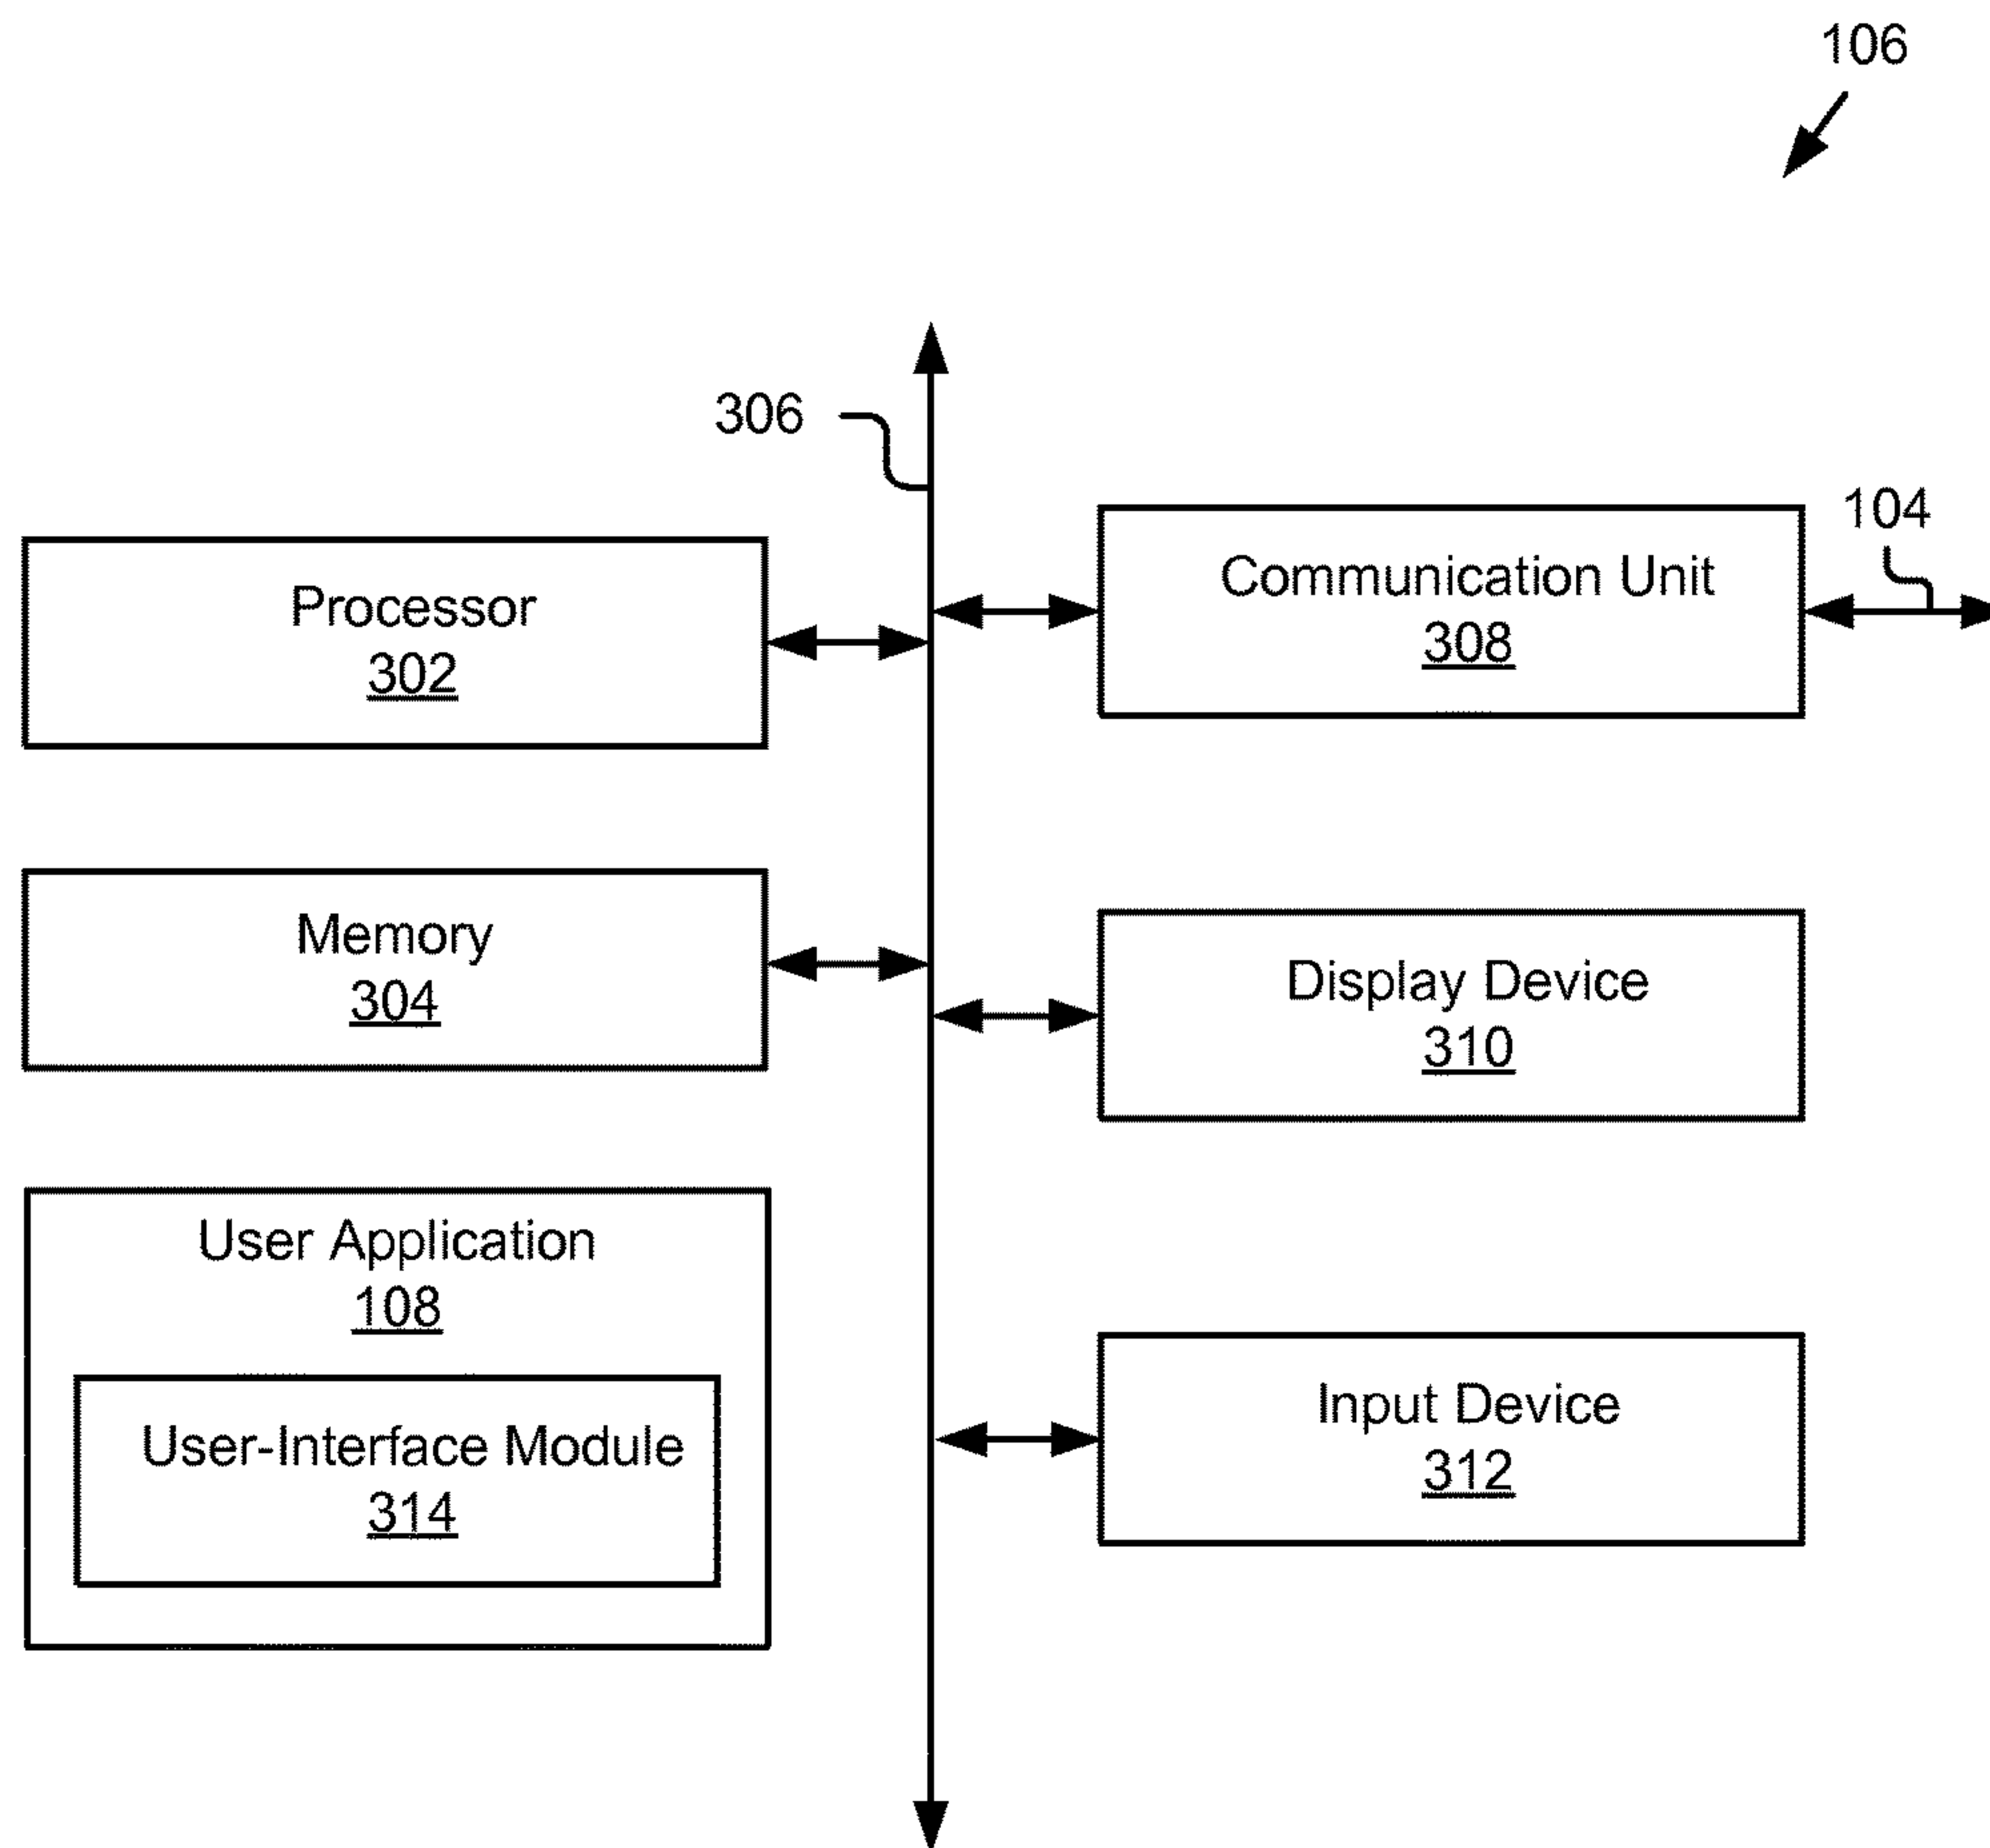 106
306
104
Processor
302
Communication Unit
308
Memory
304
Display Device
310
User Application
108
User-Interface Module
314
Input Device
312